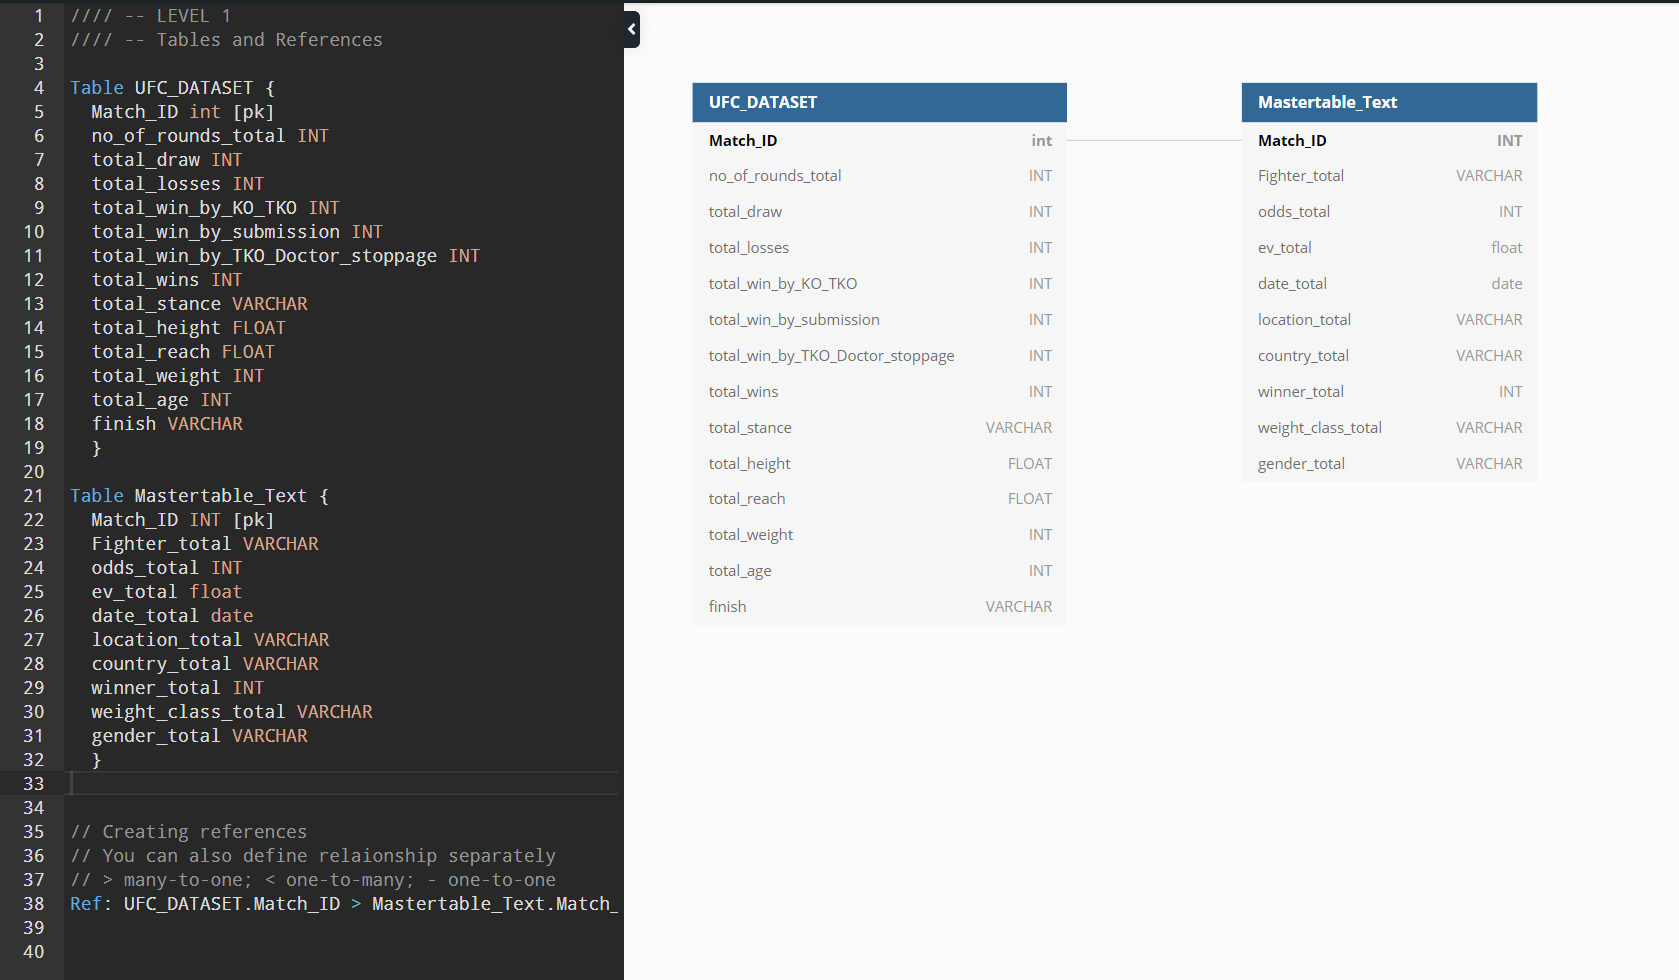 1 //// -- LEVEL 1
2 //// -- Tables and References
3
4 Table UFC_DATASET {
5 Match_ID int [pk]
6 no_of_rounds_total INT
7 total_draw INT
8 total_losses INT
9 total_win_by_KO_TKO INT
10 total_win_by_submission INT
11 total_win_by_TKO_Doctor_stoppage INT
12 total_wins INT
13 total_stance VARCHAR
14 total_height FLOAT
15 total_reach FLOAT
16 total_weight INT
17 total_age INT
18 finish VARCHAR
19 }
20
21 Table Mastertable_Text {
22 Match_ID INT [pk]
23 Fighter_total VARCHAR
24 odds_total INT
25 ev_total float
26 date_total date
27 location_total VARCHAR
28 country_total VARCHAR
29 winner_total INT
30 weight_class_total VARCHAR
31 gender_total VARCHAR
32 }
33
34
35 // Creating references
36 // You can also define relaionship separately
37 // > many-to-one; < one-to-many; - one-to-one
38 Ref: UFC_DATASET.Match_ID > Mastertable_Text.Match_
39
40
UFC_DATASET
Match_ID int
no_of_rounds_total INT
total_draw INT
total_losses INT
total_win_by_KO_TKO INT
total_win_by_submission INT
total_win_by_TKO_Doctor_stoppage INT
total_wins INT
total_stance VARCHAR
total_height FLOAT
total_reach FLOAT
total_weight INT
total_age INT
finish VARCHAR
Mastertable_Text
Match_ID INT
Fighter_total VARCHAR
odds_total INT
ev_total float
date_total date
location_total VARCHAR
country_total VARCHAR
winner_total INT
weight_class_total VARCHAR
gender_total VARCHAR